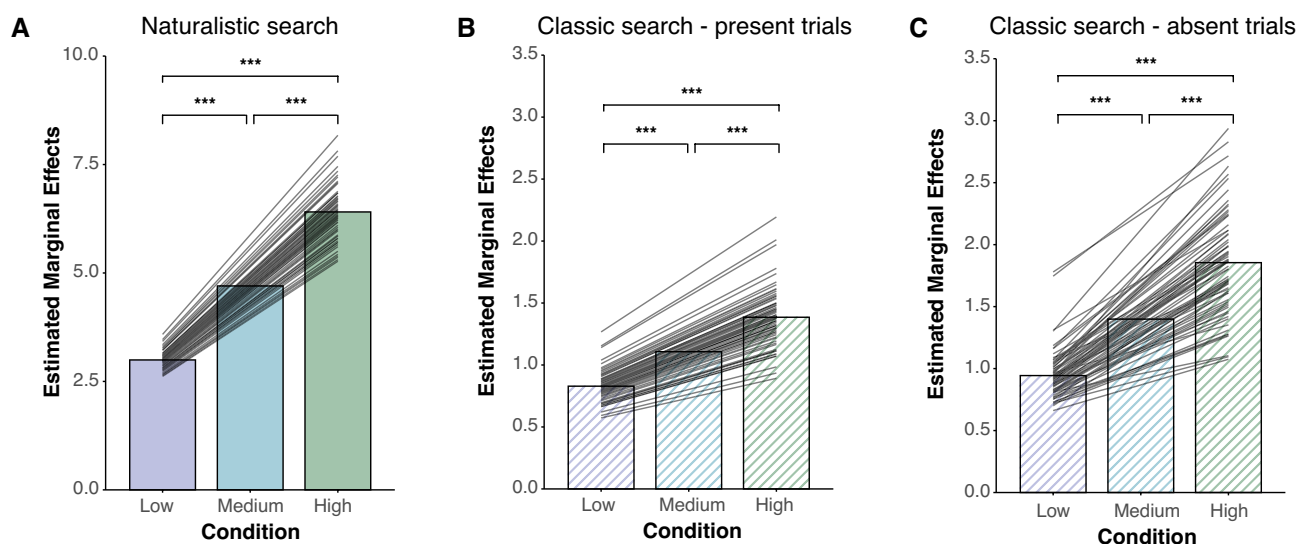 A
Naturalistic search
Estimated Marginal Effects
10.0
7.5
5.0
2.5
0.0
***
***
***
Low
Medium
High
Condition
B
Classic search - present trials
Estimated Marginal Effects
3.5
3.0
2.5
2.0
1.5
1.0
0.5
0.0
***
***
***
Low
Medium
High
Condition
C
Classic search - absent trials
Estimated Marginal Effects
3.5
3.0
2.5
2.0
1.5
1.0
0.5
0.0
***
***
***
Low
Medium
High
Condition